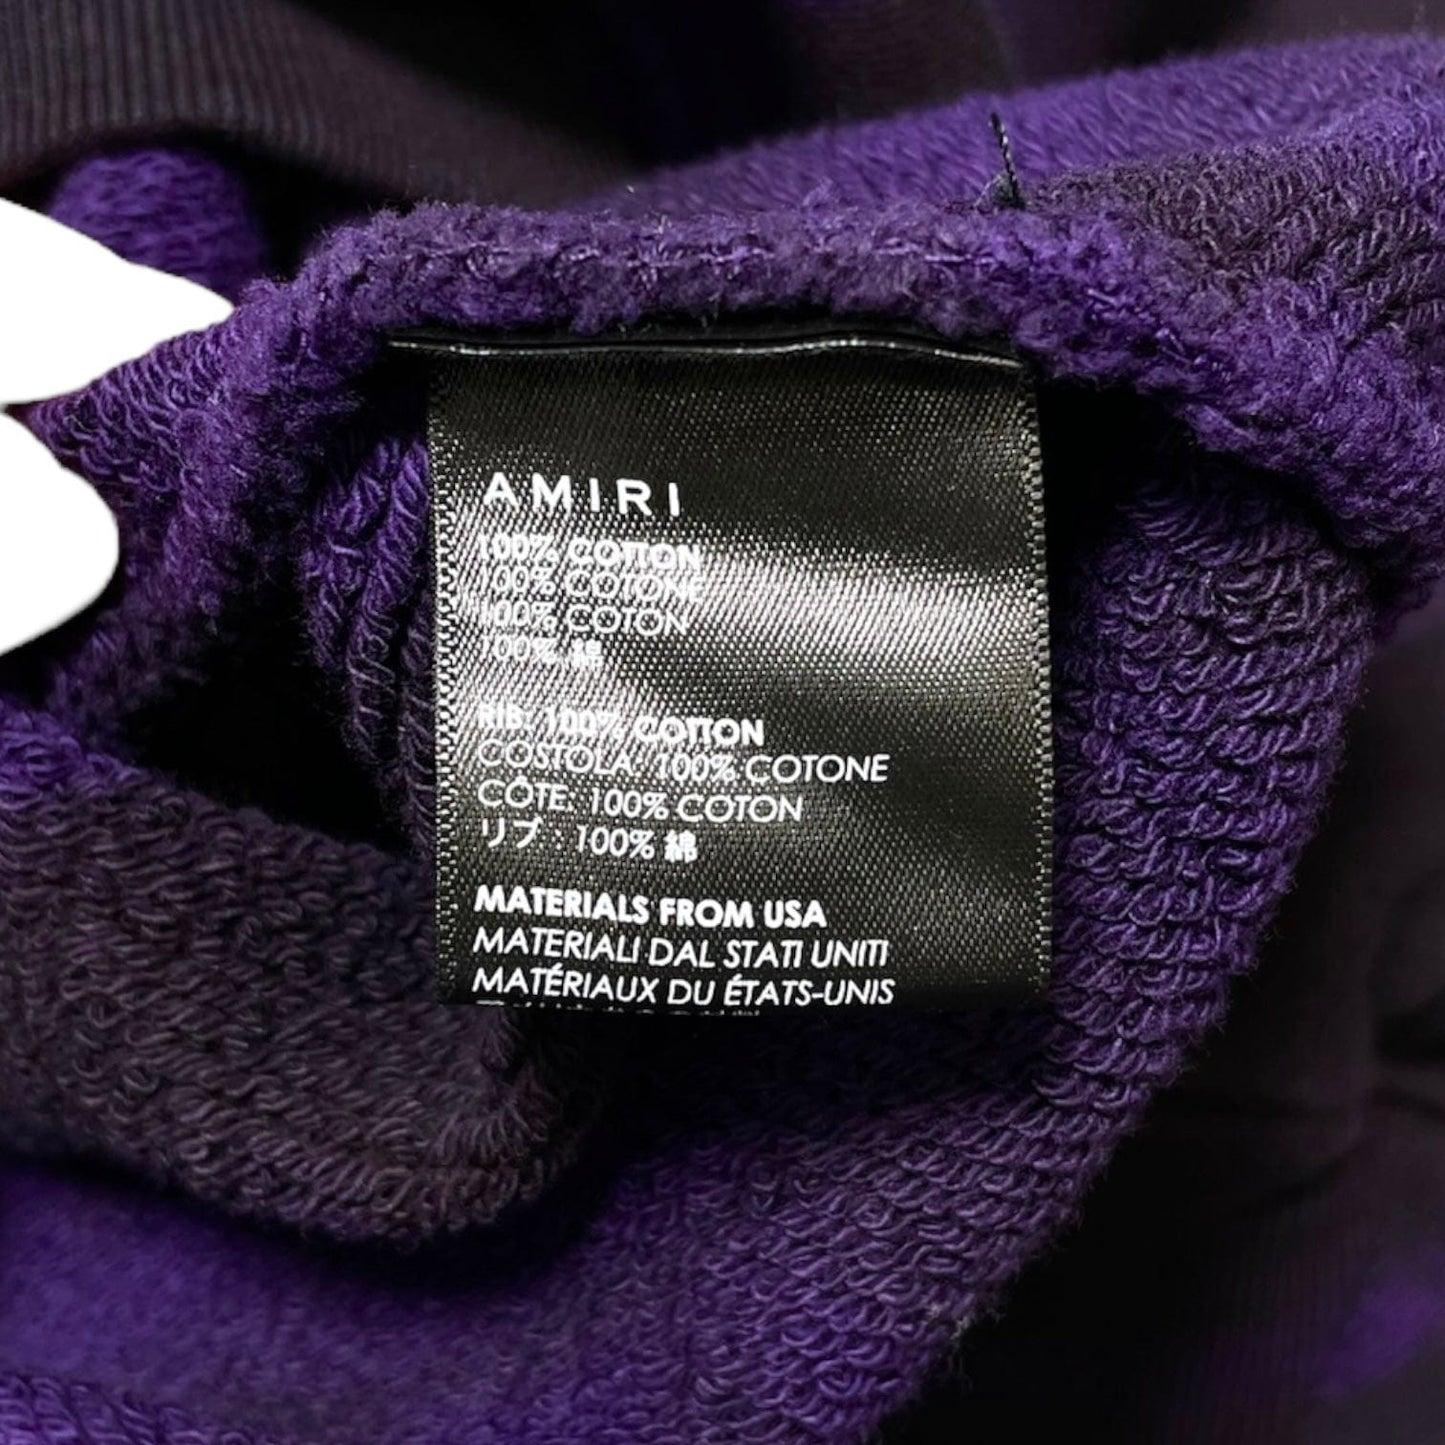 AMIRI
100% COTTON
100% COTONE
100% COTON
100% 綿
RIB: 100% COTTON
COSTOLA: 100% COTONE
CÔTE: 100% COTON
リブ : 100% 綿
MATERIALS FROM USA
MATERIALI DAL STATI UNITI
MATÉRIAUX DU ÉTATS-UNIS